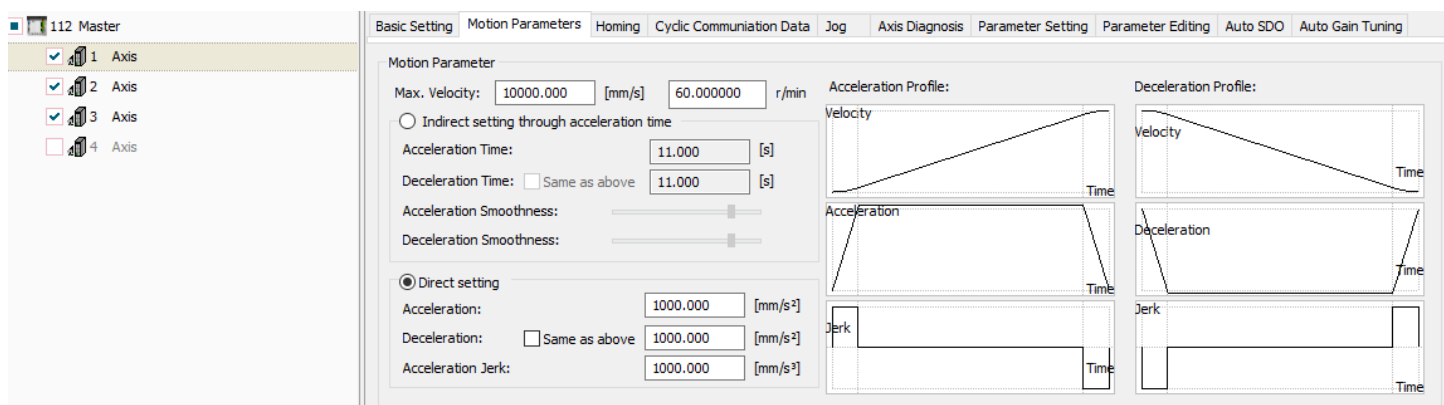 112 Master
1 Axis
2 Axis
3 Axis
4 Axis
Basic Setting Motion Parameters Homing Cyclic Communiation Data Jog Axis Diagnosis Parameter Setting Parameter Editing Auto SDO Auto Gain Tuning
Motion Parameter
Max. Velocity: 10000.000 [mm/s] 60.000000 r/min
Indirect setting through acceleration time
Acceleration Time: 11.000 [s]
Deceleration Time: Same as above 11.000 [s]
Acceleration Smoothness:
Deceleration Smoothness:
Direct setting
Acceleration: 1000.000 [mm/s²]
Deceleration: Same as above 1000.000 [mm/s²]
Acceleration Jerk: 1000.000 [mm/s³]
Acceleration Profile:
Velocity
Time
Acceleration
Time
Jerk
Time
Deceleration Profile:
Velocity
Time
Deceleration
Time
Jerk
Time